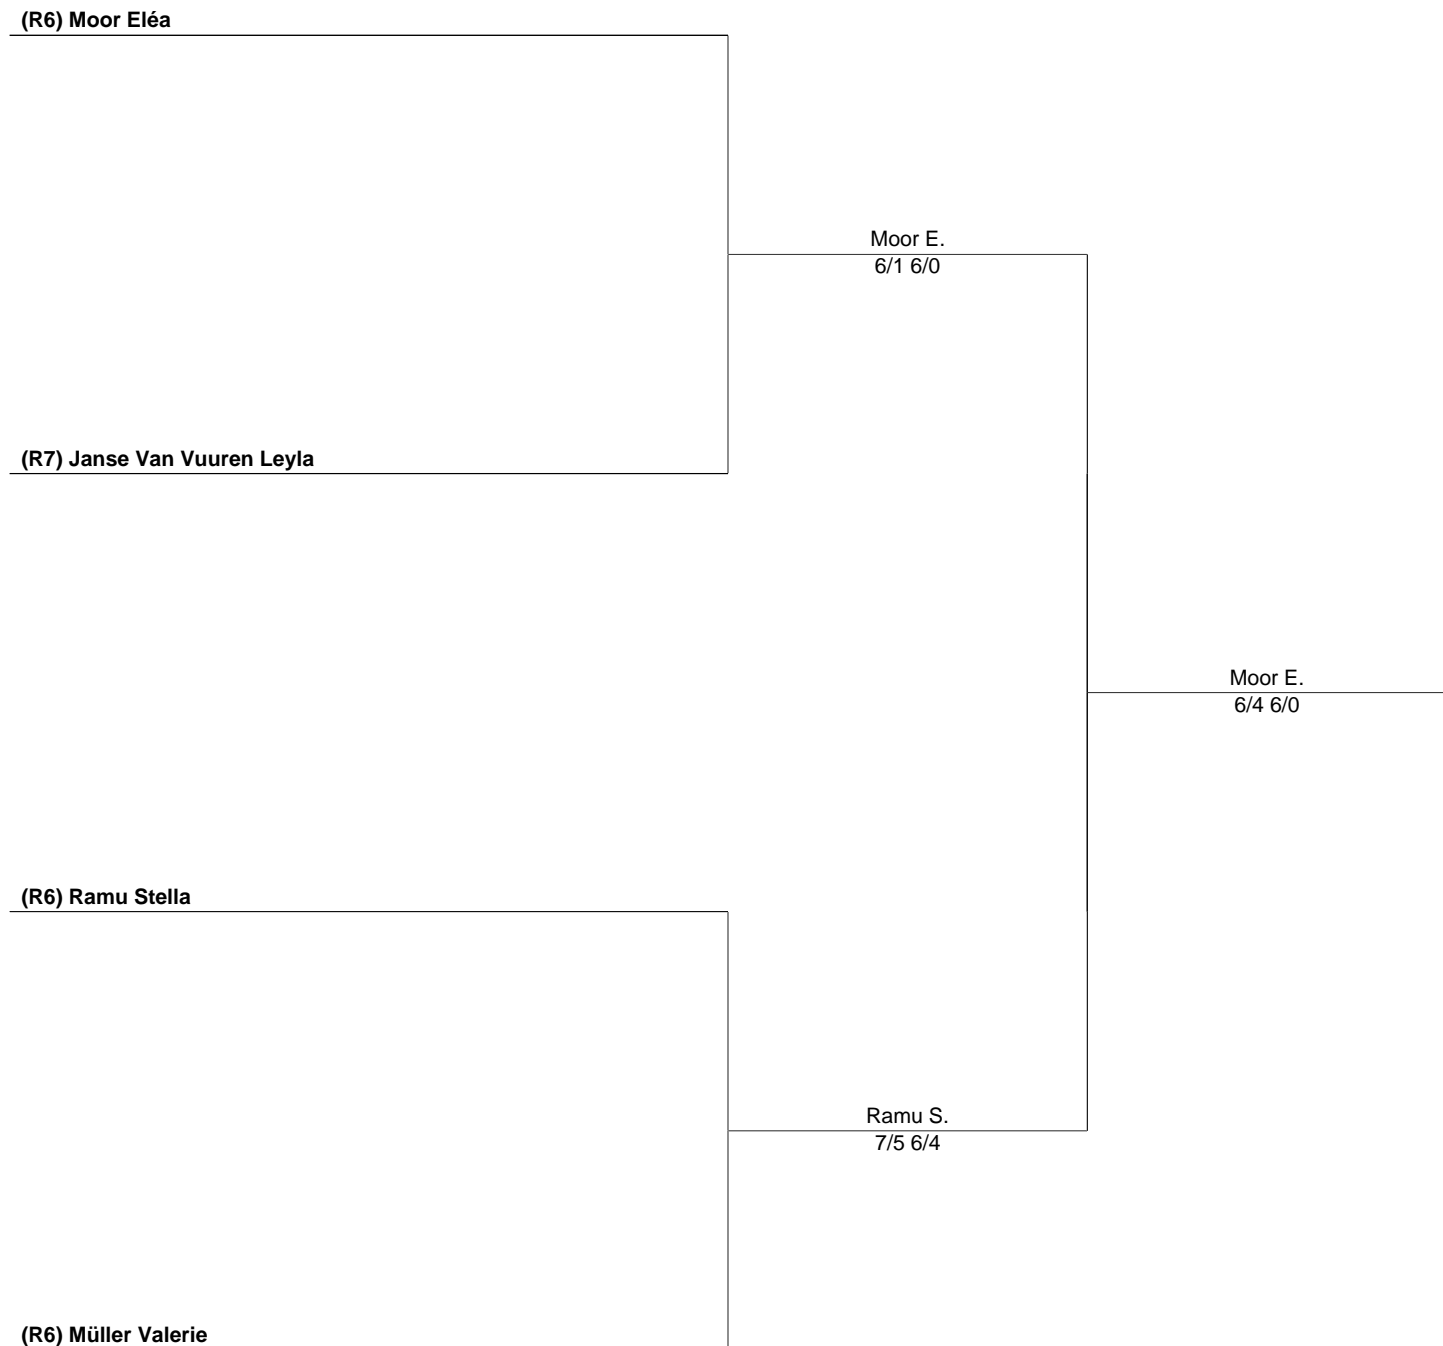 (R6) Moor Eléa
Moor E.
6/1 6/0
(R7) Janse Van Vuuren Leyla
Moor E.
6/4 6/0
(R6) Ramu Stella
Ramu S.
7/5 6/4
(R6) Müller Valerie